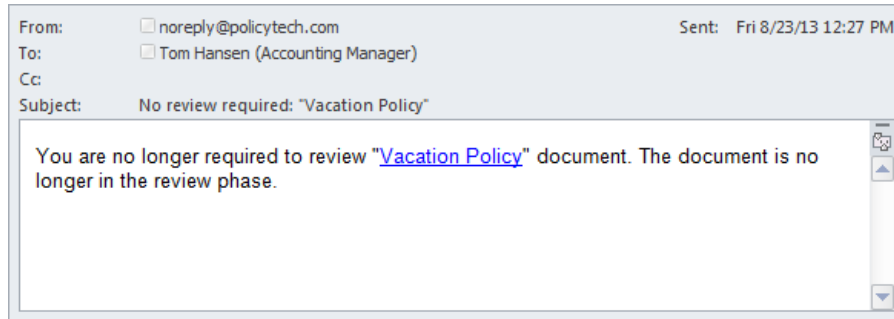 From: noreply@policytech.com Sent: Fri 8/23/13 12:27 PM
To: Tom Hansen (Accounting Manager)
Cc:
Subject: No review required: "Vacation Policy"
You are no longer required to review "Vacation Policy" document. The document is no
longer in the review phase.